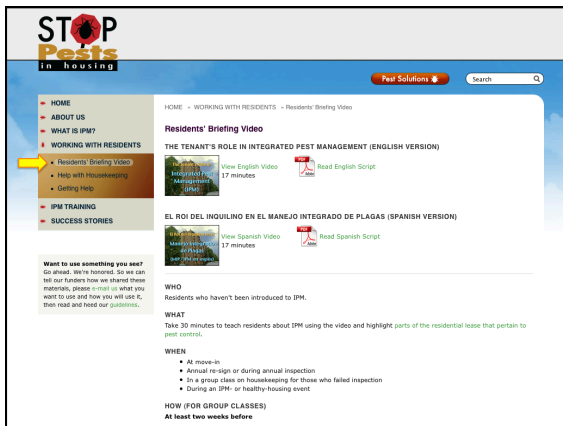 STOP
Pests
in housing
Pest Solutions
Search
HOME
ABOUT US
WHAT IS IPM?
WORKING WITH RESIDENTS
Residents' Briefing Video
Help with Housekeeping
Getting Help
IPM TRAINING
SUCCESS STORIES
Want to use something you see?
Go ahead. We're honored. So we can
tell our funders how we shared these
materials, please e-mail us what you
want to use and how you will use it,
then read and heed our guidelines.
HOME » WORKING WITH RESIDENTS » Residents' Briefing Video
Residents' Briefing Video
THE TENANT'S ROLE IN INTEGRATED PEST MANAGEMENT (ENGLISH VERSION)
Integrated Pest
Management
(IPM)
View English Video
17 minutes
PDF
Adobe
Read English Script
EL ROI DEL INQUILINO EN EL MANEJO INTEGRADO DE PLAGAS (SPANISH VERSION)
Manejo Integrado
de Plagas
View Spanish Video
17 minutes
PDF
Adobe
Read Spanish Script
WHO
Residents who haven't been introduced to IPM.
WHAT
Take 30 minutes to teach residents about IPM using the video and highlight parts of the residential lease that pertain to
pest control.
WHEN
At move-in
Annual re-sign or during annual inspection
In a group class on housekeeping for those who failed inspection
During an IPM- or healthy-housing event
HOW (FOR GROUP CLASSES)
At least two weeks before